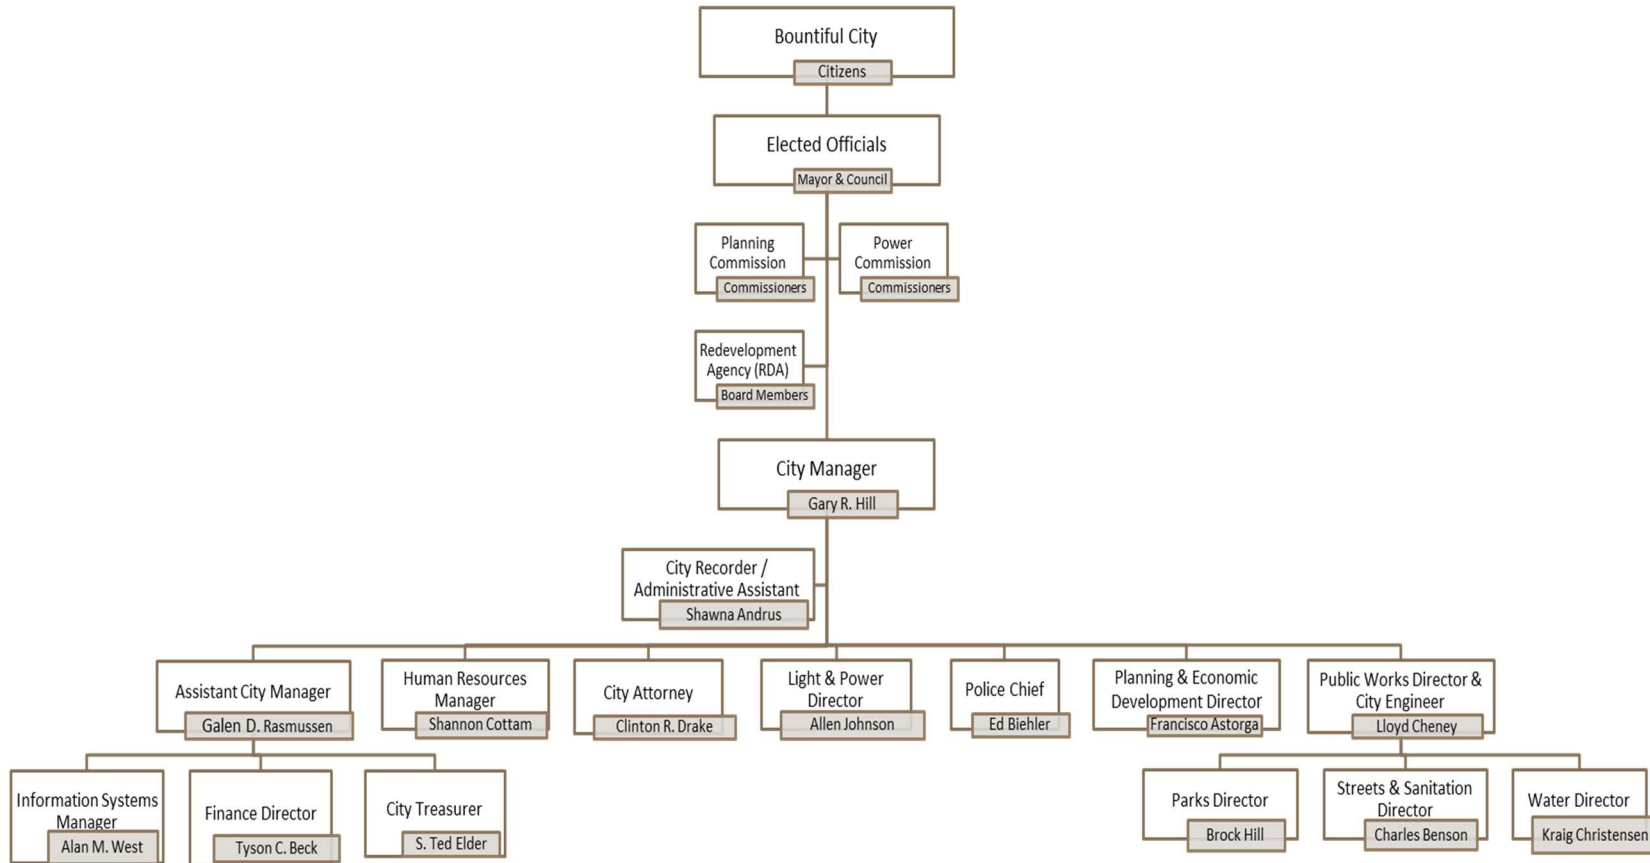 Bountiful City
Citizens
Elected Officials
Mayor & Council
Planning
Commission
Commissioners
Power
Commission
Commissioners
Redevelopment
Agency (RDA)
Board Members
City Manager
Gary R. Hill
City Recorder /
Administrative Assistant
Shawna Andrus
Assistant City Manager
Galen D. Rasmussen
Human Resources
Manager
Shannon Cottam
City Attorney
Clinton R. Drake
Light & Power
Director
Allen Johnson
Police Chief
Ed Biehler
Planning & Economic
Development Director
Francisco Astorga
Public Works Director &
City Engineer
Lloyd Cheney
Information Systems
Manager
Alan M. West
Finance Director
Tyson C. Beck
City Treasurer
S. Ted Elder
Parks Director
Brock Hill
Streets & Sanitation
Director
Charles Benson
Water Director
Kraig Christensen